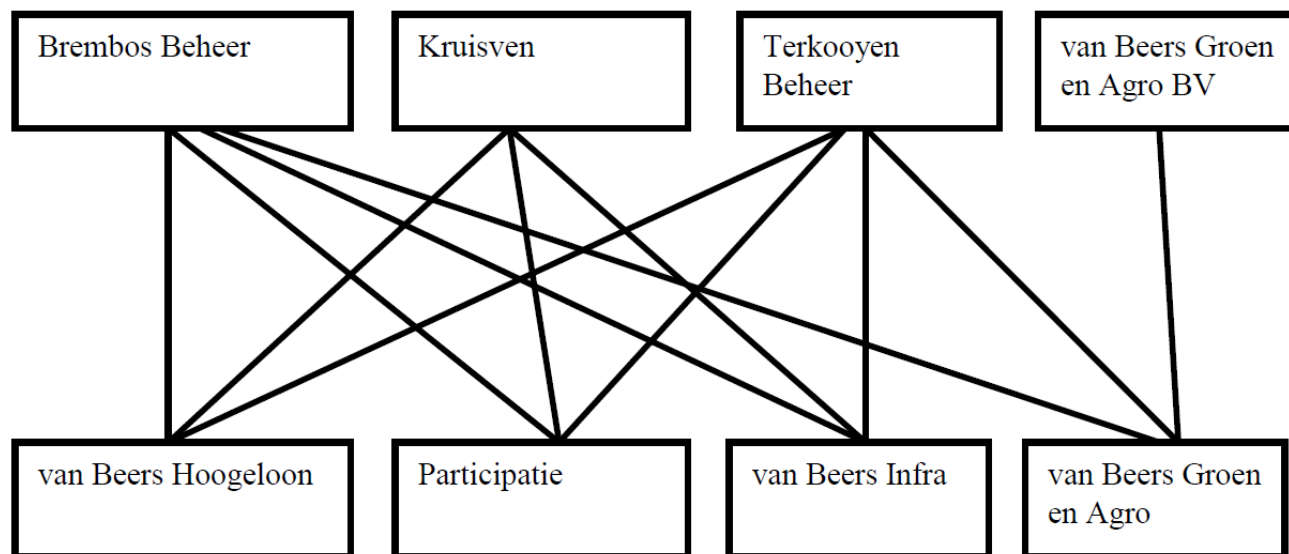 Brembos Beheer
Kruisven
Terkooyen
Beheer
van Beers Groen
en Agro BV
van Beers Hoogeloon
Participatie
van Beers Infra
van Beers Groen
en Agro